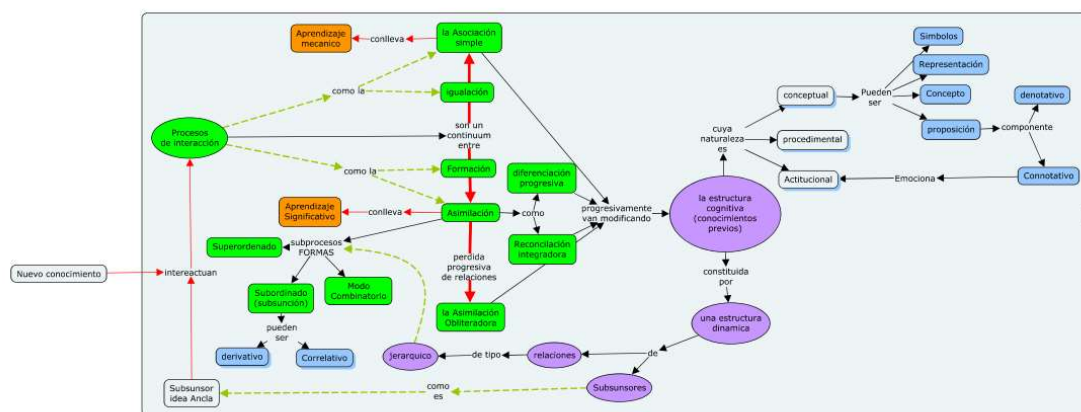 Aprendizaje
mecanico
conlleva
la Asociación
simple
como la
igualación
son un
continuum
entre
Procesos
de interacción
como la
Formación
Aprendizaje
Significativo
conlleva
Asimilación
como
diferenciación
progresiva
Reconcilación
integradora
progresivamente
van modificando
perdida
progresiva
de relaciones
la Asimilación
Obliteradora
subprocesos
FORMAS
Superordenado
Subordinado
(subsunción)
Modo
Combinatorio
pueden
ser
derivativo
Correlativo
Nuevo conocimiento
intereactuan
Subsunsor
idea Ancla
como
es
Subsunsores
jerarquico
de tipo
relaciones
de
una estructura
dinamica
constituida
por
la estructura
cognitiva
(conocimientos
previos)
cuya
naturaleza
es
conceptual
procedimental
Actitucional
Pueden
ser
Simbolos
Representación
Concepto
proposición
componente
denotativo
Connotativo
Emociona